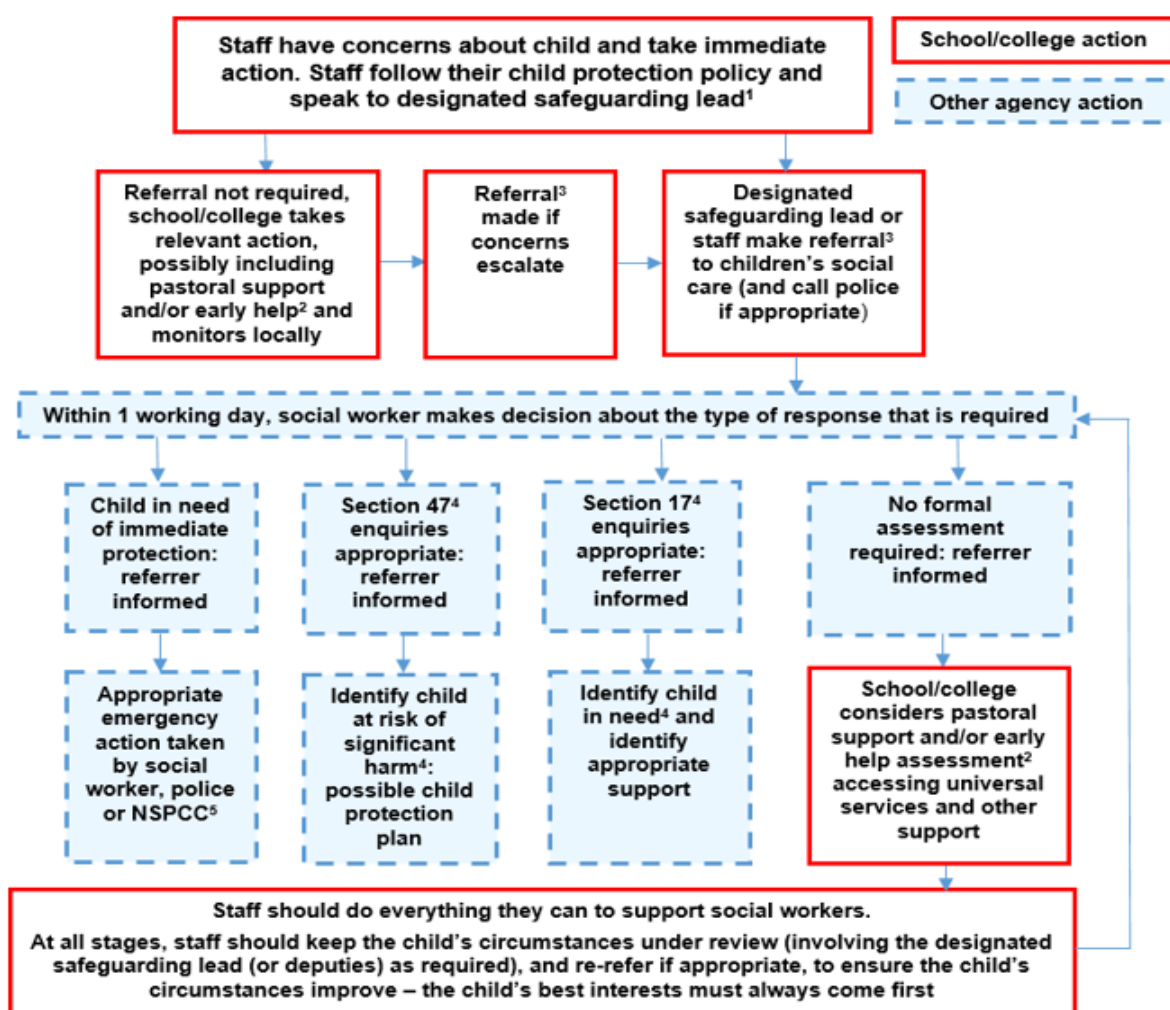 Staff have concerns about child and take immediate
action. Staff follow their child protection policy and
speak to designated safeguarding lead¹
School/college action
Other agency action
Referral not required,
school/college takes
relevant action,
possibly including
pastoral support
and/or early help² and
monitors locally
Referral³
made if
concerns
escalate
Designated
safeguarding lead or
staff make referral³
to children’s social
care (and call police
if appropriate)
Within 1 working day, social worker makes decision about the type of response that is required
Child in need
of immediate
protection:
referrer
informed
Section 47⁴
enquiries
appropriate:
referrer
informed
Section 17⁴
enquiries
appropriate:
referrer
informed
No formal
assessment
required: referrer
informed
Appropriate
emergency
action taken
by social
worker, police
or NSPCC⁵
Identify child
at risk of
significant
harm⁴:
possible child
protection
plan
Identify child
in need⁴ and
identify
appropriate
support
School/college
considers pastoral
support and/or early
help assessment²
accessing universal
services and other
support
Staff should do everything they can to support social workers.
At all stages, staff should keep the child’s circumstances under review (involving the designated
safeguarding lead (or deputies) as required), and re-refer if appropriate, to ensure the child’s
circumstances improve – the child’s best interests must always come first